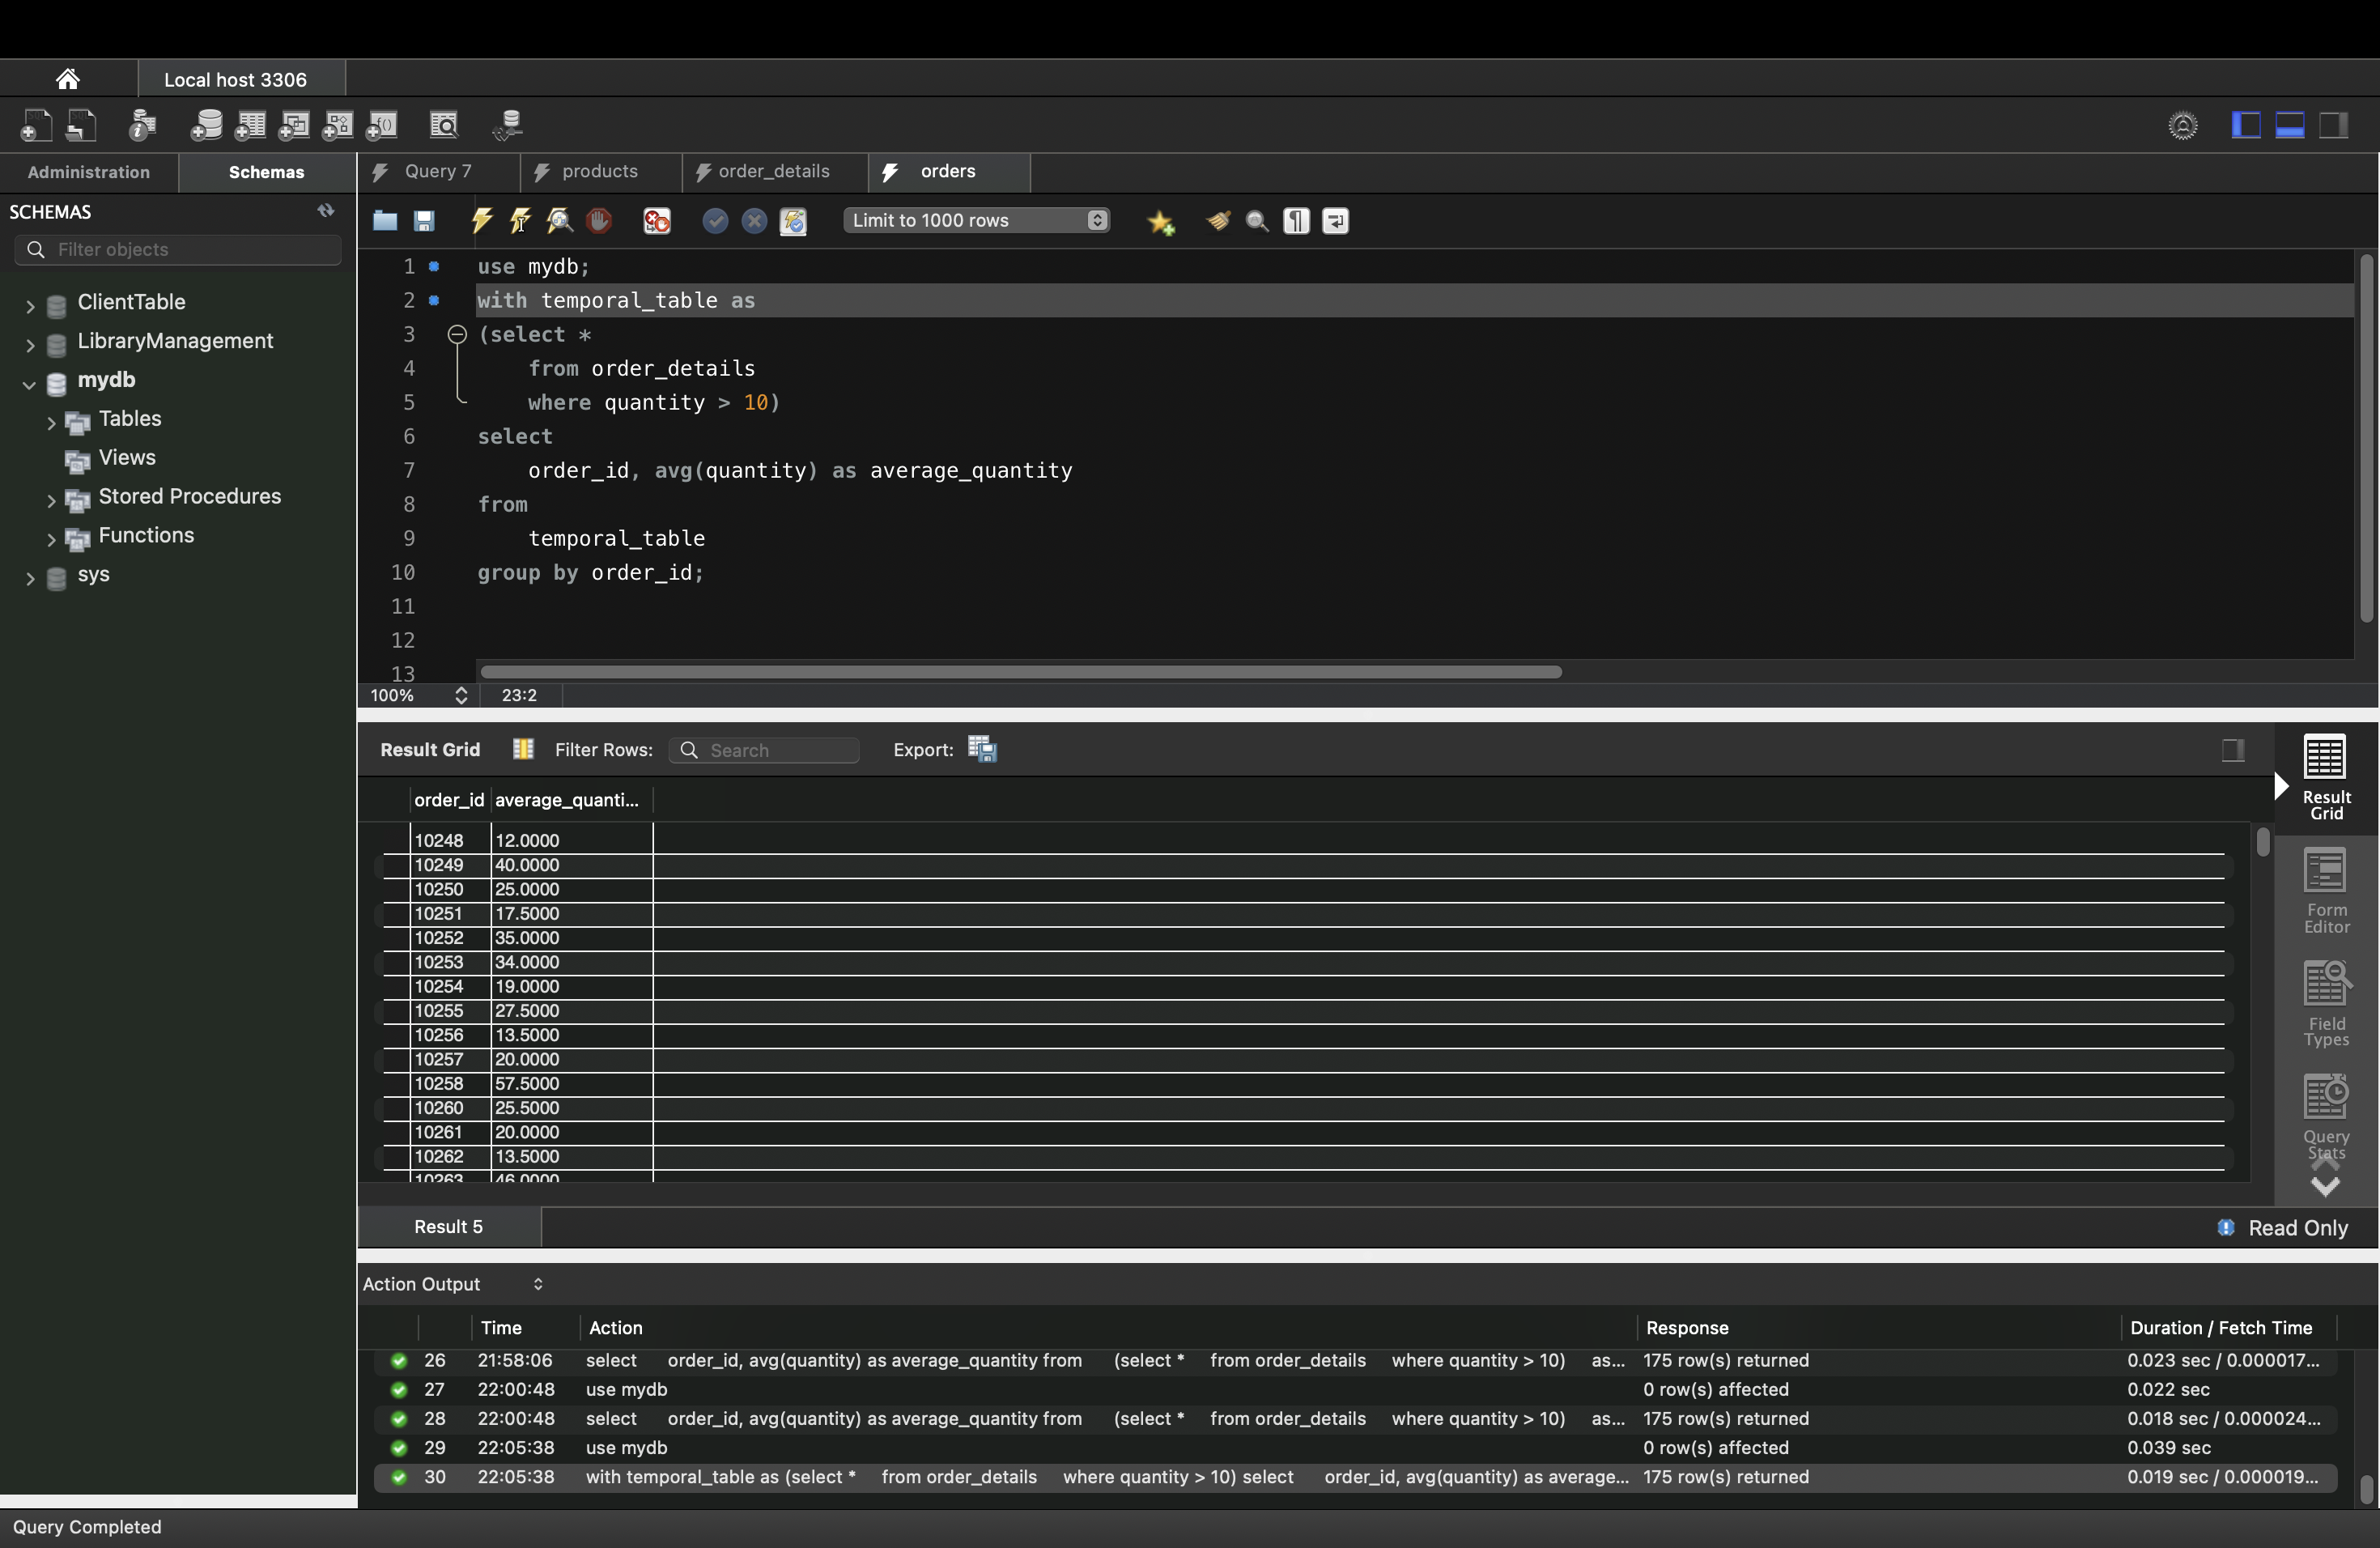 Local host 3306
Administration Schemas Query 7 products order_details orders
SCHEMAS
Filter objects
Limit to 1000 rows
ClientTable
LibraryManagement
mydb
Tables
Views
Stored Procedures
Functions
sys
1 use mydb;
2 with temporal_table as
3 (select *
4 from order_details
5 where quantity > 10)
6 select
7 order_id, avg(quantity) as average_quantity
8 from
9 temporal_table
10 group by order_id;
11
12
13
100% 23:2
Result Grid Filter Rows: Search Export:
order_id average_quanti...
10248 12.0000
10249 40.0000
10250 25.0000
10251 17.5000
10252 35.0000
10253 34.0000
10254 19.0000
10255 27.5000
10256 13.5000
10257 20.0000
10258 57.5000
10260 25.5000
10261 20.0000
10262 13.5000
10263 46.0000
Result
Grid
Form
Editor
Field
Types
Query
Stats
Result 5 Read Only
Action Output
Time Action Response Duration / Fetch Time
26 21:58:06 select order_id, avg(quantity) as average_quantity from (select * from order_details where quantity > 10) as... 175 row(s) returned 0.023 sec / 0.000017...
27 22:00:48 use mydb 0 row(s) affected 0.022 sec
28 22:00:48 select order_id, avg(quantity) as average_quantity from (select * from order_details where quantity > 10) as... 175 row(s) returned 0.018 sec / 0.000024...
29 22:05:38 use mydb 0 row(s) affected 0.039 sec
30 22:05:38 with temporal_table as (select * from order_details where quantity > 10) select order_id, avg(quantity) as average... 175 row(s) returned 0.019 sec / 0.000019...
Query Completed